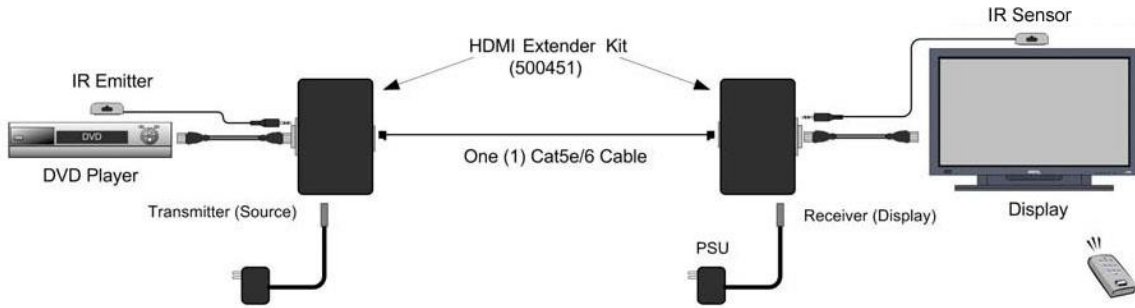 IR Sensor
HDMI Extender Kit
(500451)
IR Emitter
DVD
One (1) Cat5e/6 Cable
DVD Player
Transmitter (Source)
Receiver (Display)
Display
PSU